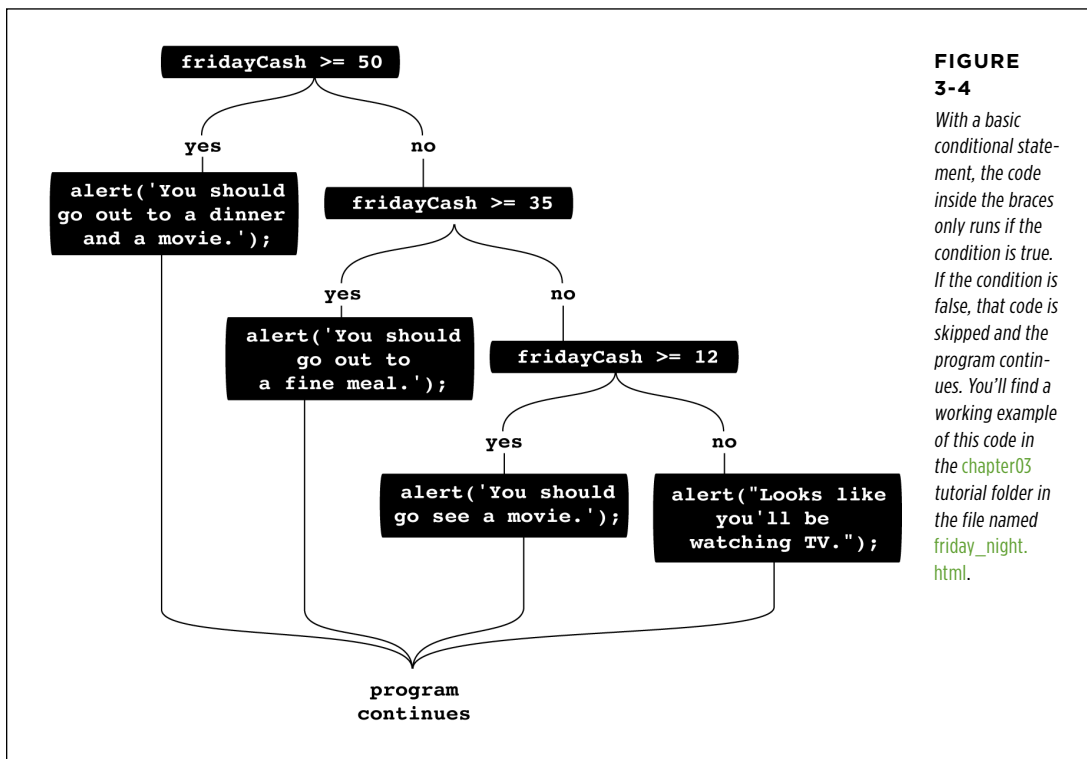 fridayCash >= 50
yes
no
alert('You should
go out to a dinner
and a movie.');
fridayCash >= 35
yes
no
alert('You should
go out to
a fine meal.');
fridayCash >= 12
yes
no
alert('You should
go see a movie.');
alert("Looks like
you'll be
watching TV.");
program
continues
FIGURE
3-4
With a basic
conditional state-
ment, the code
inside the braces
only runs if the
condition is true.
If the condition is
false, that code is
skipped and the
program contin-
ues. You'll find a
working example
of this code in
the chapter03
tutorial folder in
the file named
friday_night.
html.